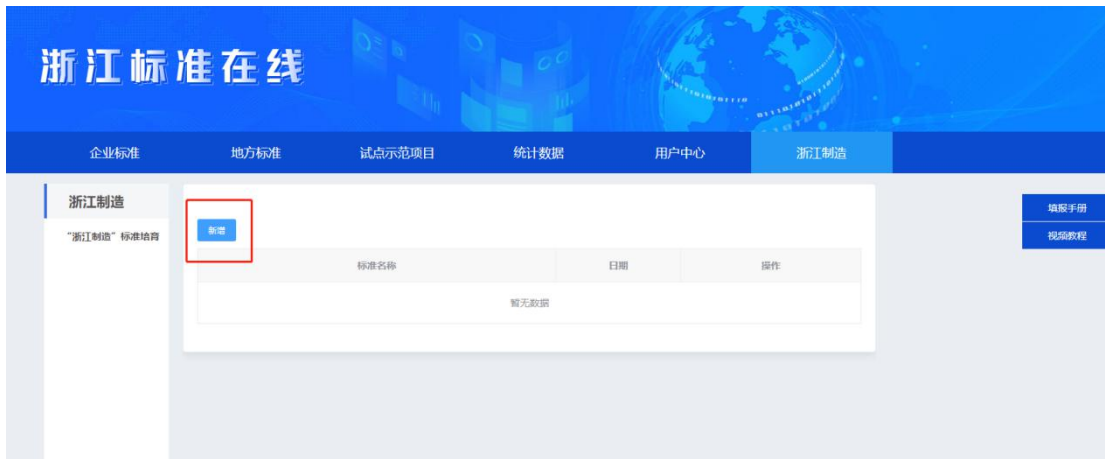 浙江标准在线
企业标准 地方标准 试点示范项目 统计数据 用户中心 浙江制造
浙江制造
“浙江制造”标准培育
新增
标准名称 日期 操作
暂无数据
填报手册
视频教程